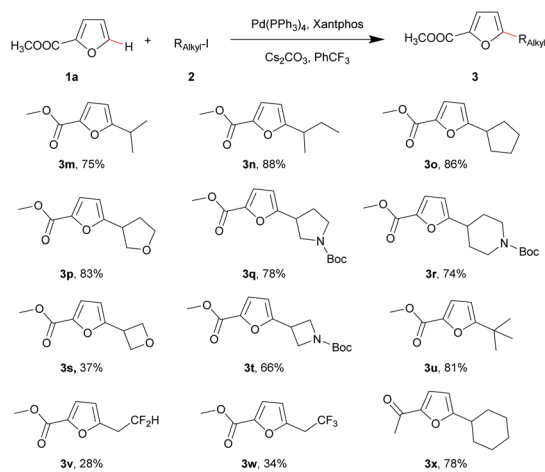 Pd(PPh₃)₄, Xantphos
H₃COOC O H + R_Alkyl-I H₃COOC O R_Alkyl
Cs₂CO₃, PhCF₃
1a 2 3
O O O
O O O
O O O
3m, 75% 3n, 88% 3o, 86%
O O O
O O O
O O O
O N N
Boc Boc
3p, 83% 3q, 78% 3r, 74%
O O O
O O O
O O O
O N Boc
3s, 37% 3t, 66% 3u, 81%
O CF₂H O CF₃ O
O O O
O O
3v, 28% 3w, 34% 3x, 78%